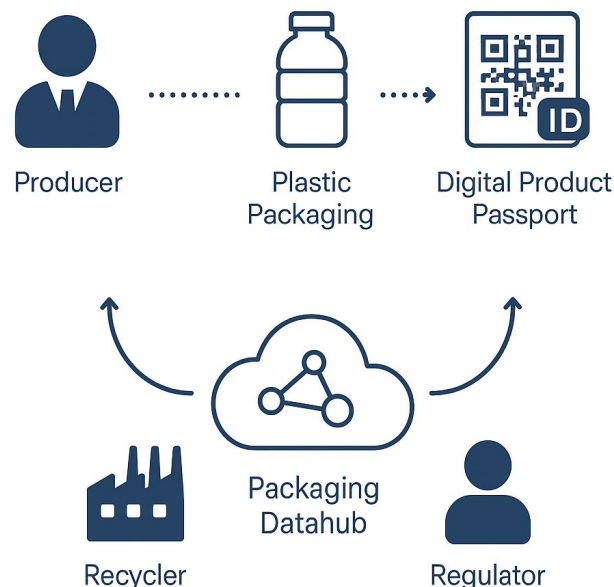 ID
Producer
Plastic
Packaging
Digital Product
Passport
Packaging
Datahub
Recycler
Regulator